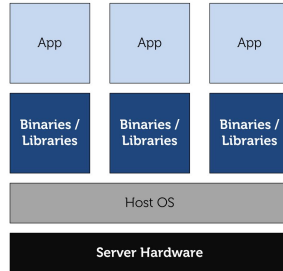 App App App
Binaries / Binaries / Binaries /
Libraries Libraries Libraries
Host OS
Server Hardware